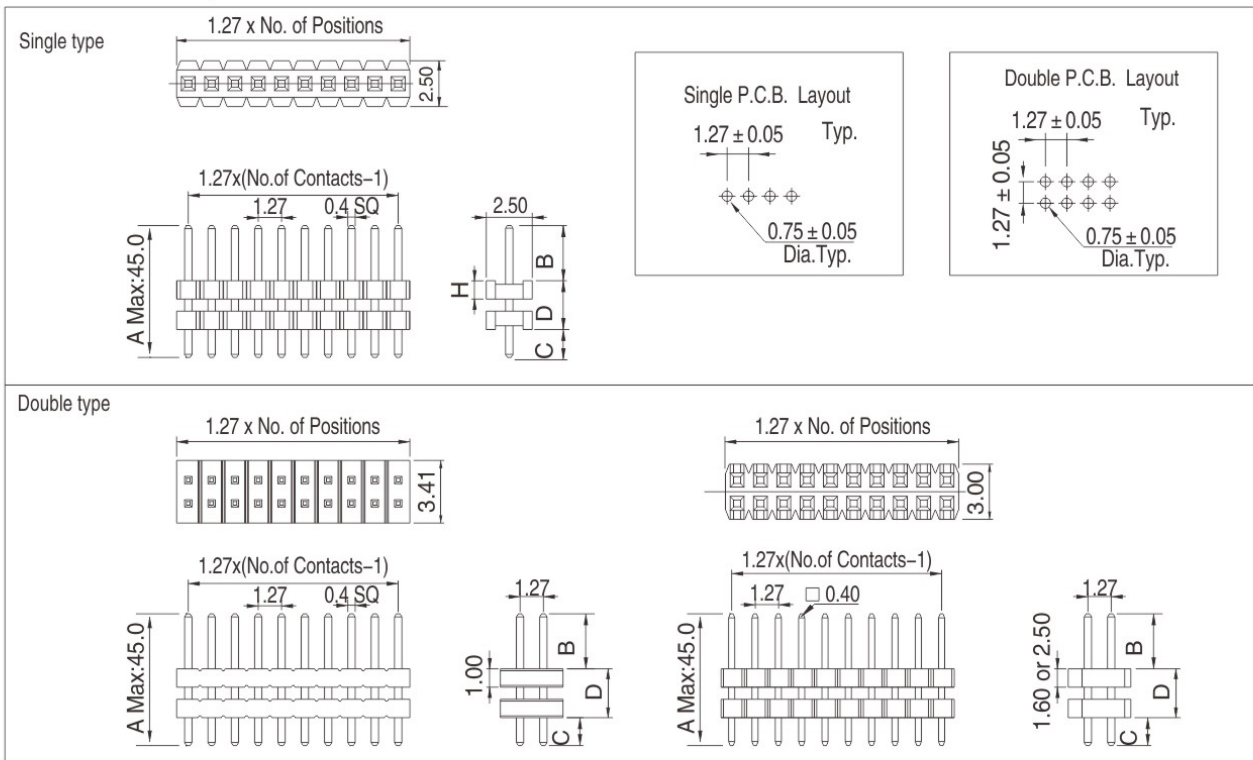 Single type
1.27 x No. of Positions
2.50
1.27x(No.of Contacts–1)
1.27
0.4 SQ
A Max:45.0
2.50
H
B
D
C
Single P.C.B. Layout
1.27 ± 0.05
Typ.
0.75 ± 0.05
Dia.Typ.
Double P.C.B. Layout
1.27 ± 0.05
Typ.
1.27 ± 0.05
0.75 ± 0.05
Dia.Typ.
Double type
1.27 x No. of Positions
3.41
1.27x(No.of Contacts–1)
1.27
0.4 SQ
A Max:45.0
1.27
1.00
B
D
C
1.27 x No. of Positions
3.00
1.27x(No.of Contacts–1)
1.27
□ 0.40
A Max:45.0
1.27
1.60 or 2.50
B
D
C